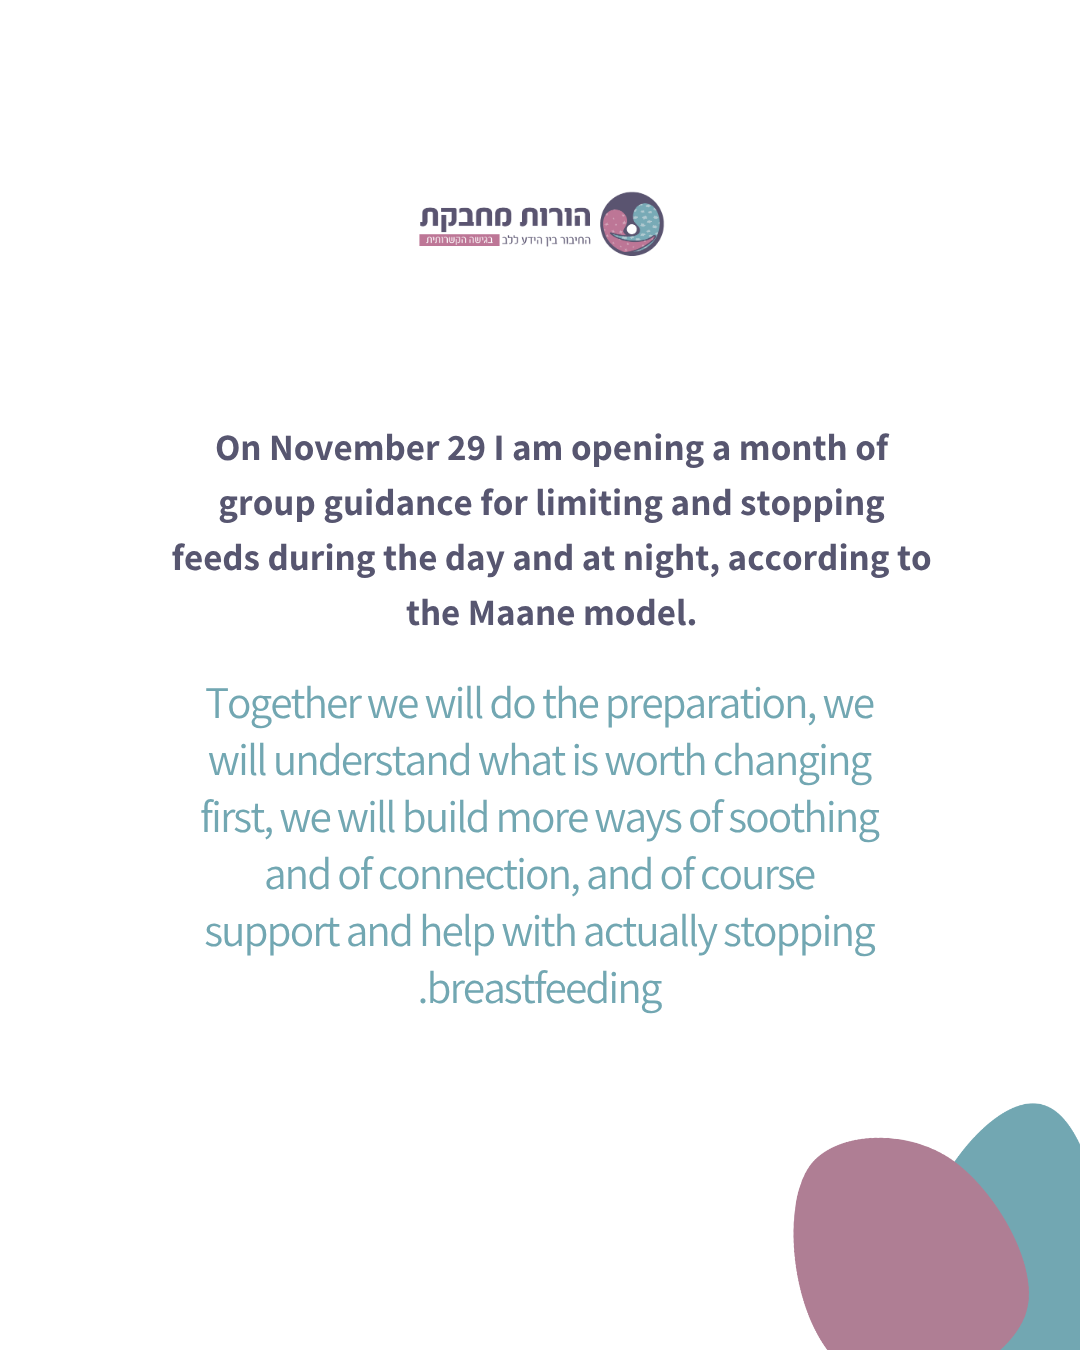 הורות מחבקת
החיבור בין הידע ללב בגישה הקשרותית
On November 29 I am opening a month of
group guidance for limiting and stopping
feeds during the day and at night, according to
the Maane model.
Together we will do the preparation, we
will understand what is worth changing
first, we will build more ways of soothing
and of connection, and of course
support and help with actually stopping
.breastfeeding